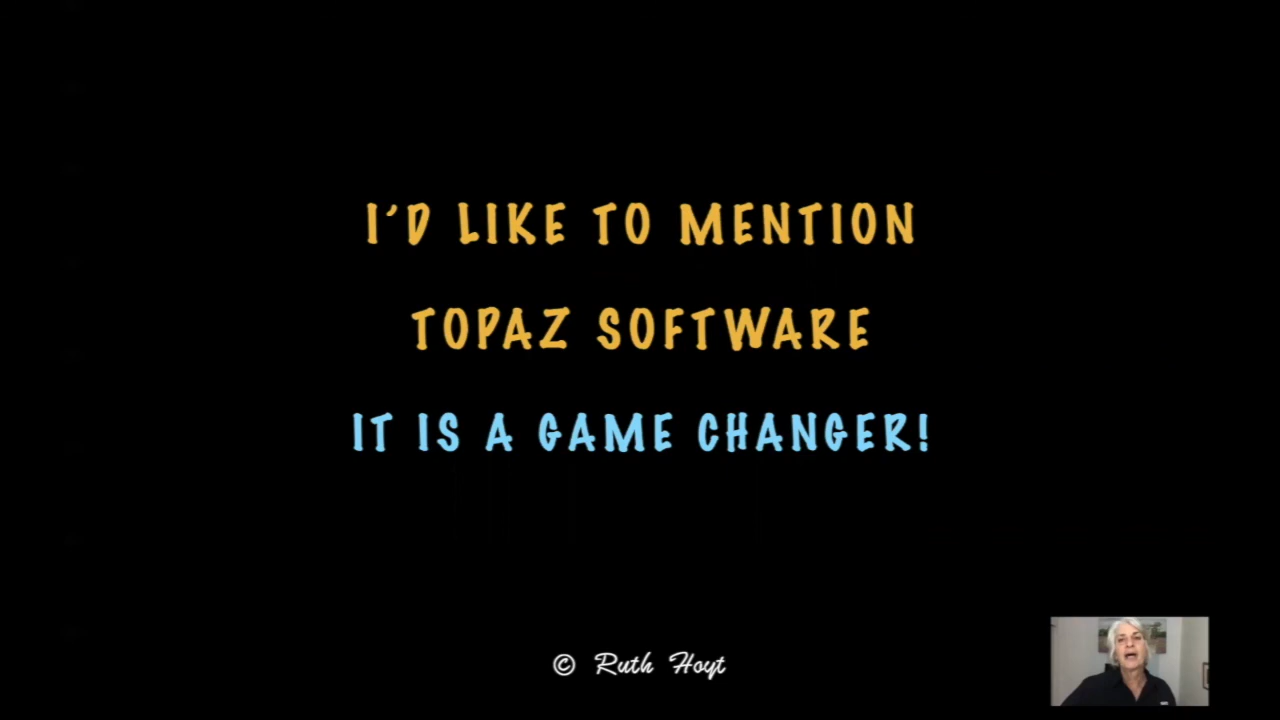 I'D LIKE TO MENTION
TOPAZ SOFTWARE
IT IS A GAME CHANGER!
© Ruth Hoyt